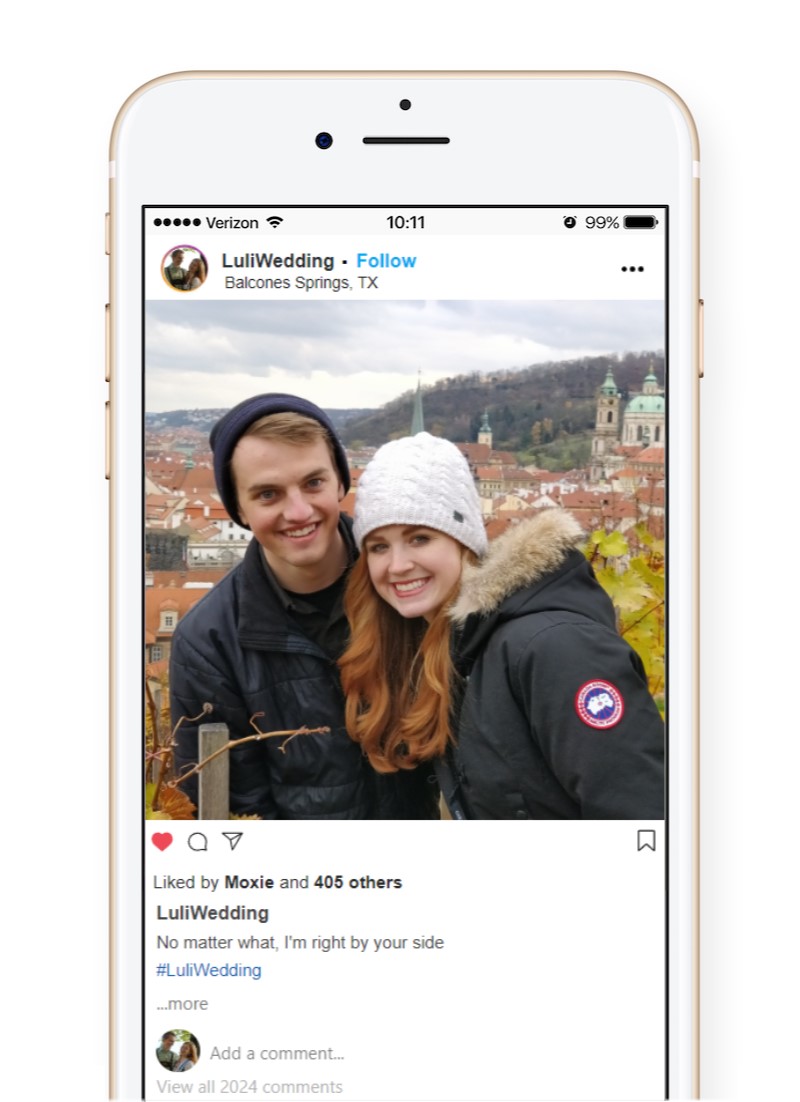 Verizon 10:11 99%
LuliWedding · Follow
Balcones Springs, TX
Liked by Moxie and 405 others
LuliWedding
No matter what, I'm right by your side
#LuliWedding
...more
Add a comment...
View all 2024 comments